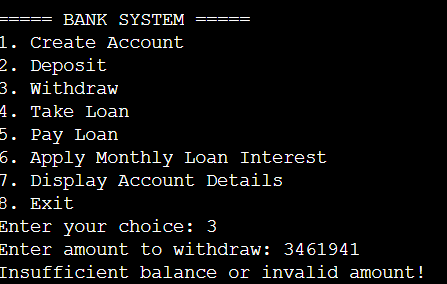 ===== BANK SYSTEM =====
1. Create Account
2. Deposit
3. Withdraw
4. Take Loan
5. Pay Loan
6. Apply Monthly Loan Interest
7. Display Account Details
8. Exit
Enter your choice: 3
Enter amount to withdraw: 3461941
Insufficient balance or invalid amount!